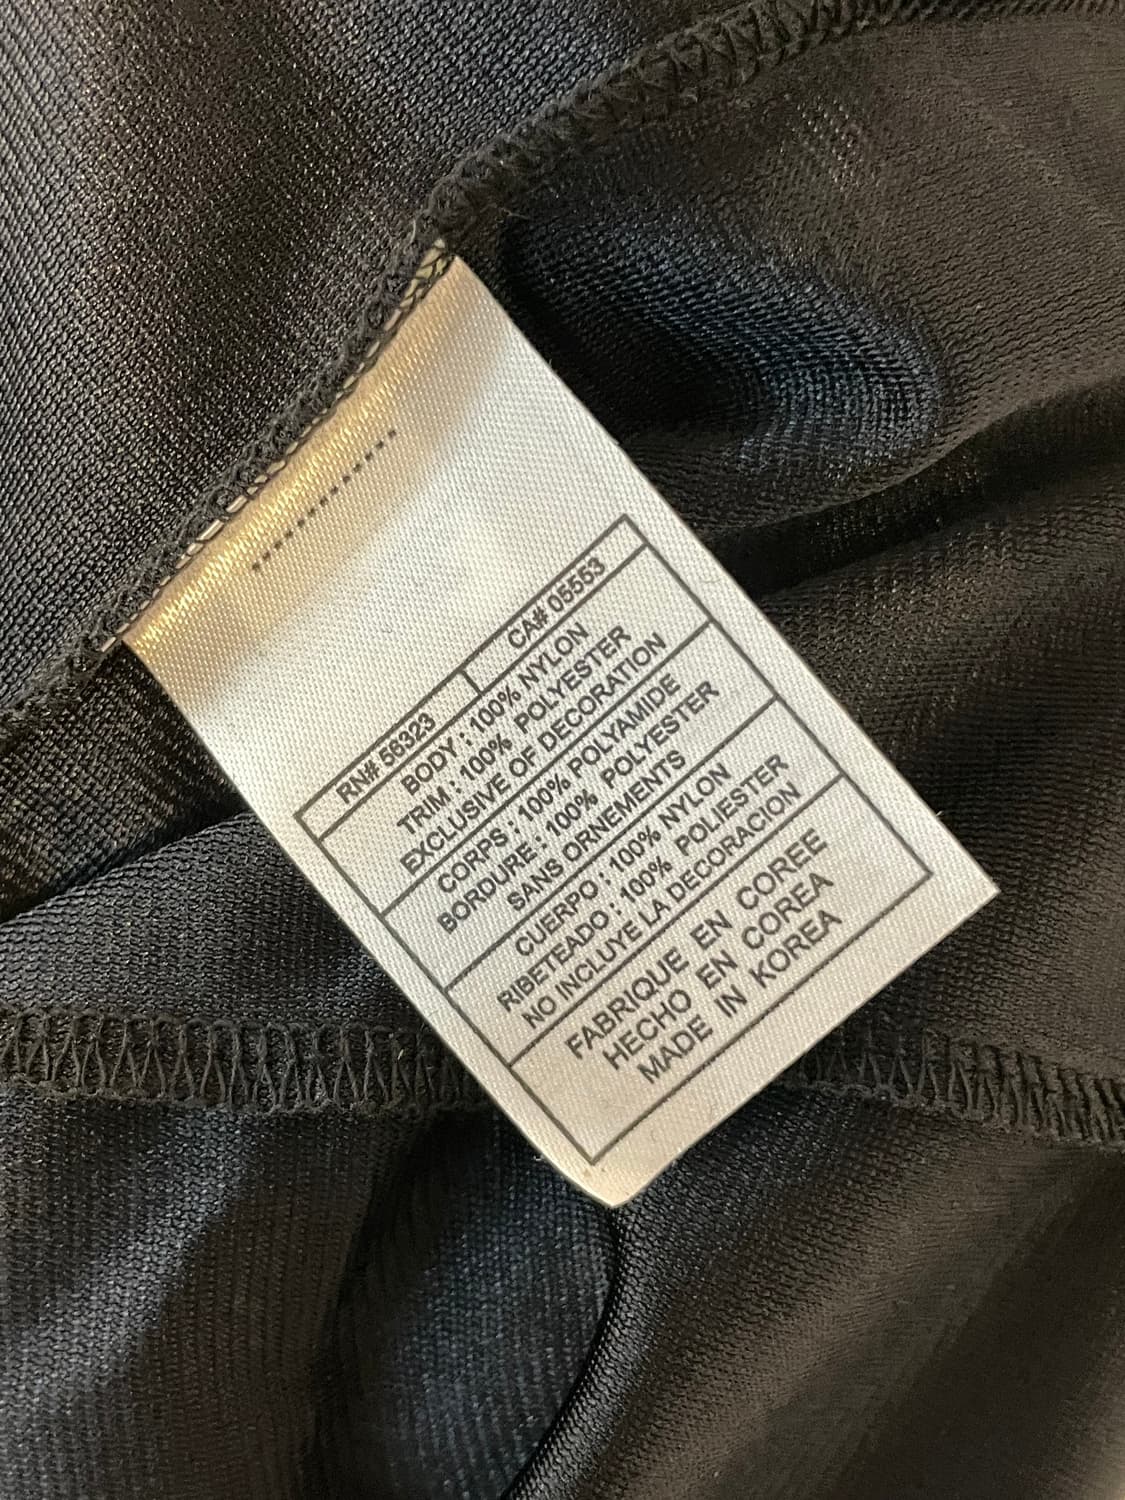 RN# 56323 CA# 05553
BODY : 100% NYLON
TRIM : 100% POLYESTER
EXCLUSIVE OF DECORATION
CORPS : 100% POLYAMIDE
BORDURE : 100% POLYESTER
SANS ORNEMENTS
CUERPO : 100% NYLON
RIBETEADO : 100% POLIESTER
NO INCLUYE LA DECORACION
FABRIQUE EN COREE
HECHO EN COREA
MADE IN KOREA